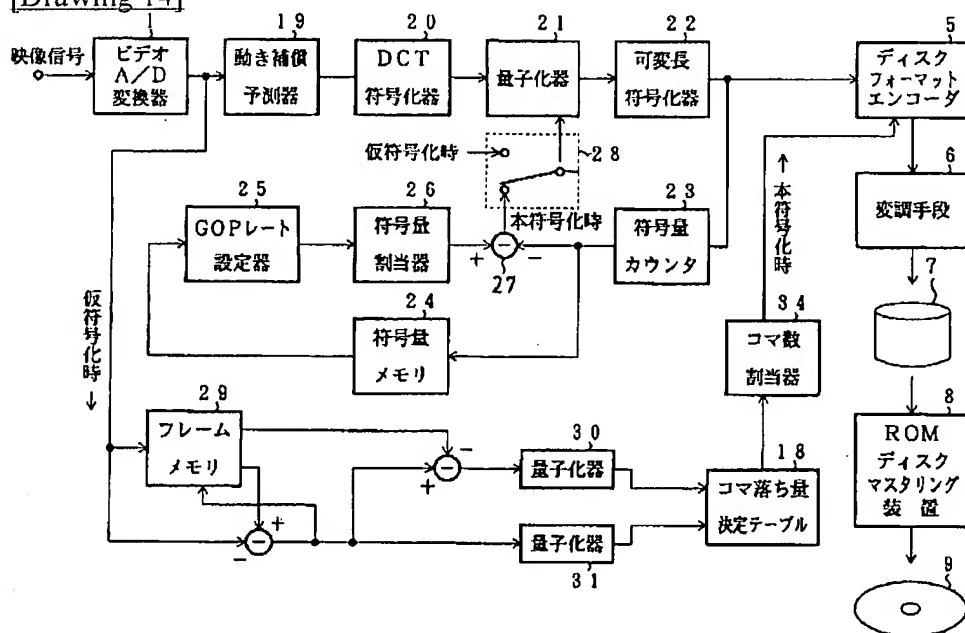 [Drawing 14]
1
映像信号
ビデオ
A/D
変換器
19
動き補償
予測器
20
DCT
符号化器
21
量子化器
22
可変長
符号化器
5
ディスク
フォーマット
エンコーダ
仮符号化時
28
本符号化時
25
GOPレート
設定器
26
符号量
割当器
+
−
−
27
23
符号量
カウンタ
↑本符号化時
6
変調手段
7
24
符号量
メモリ
34
コマ数
割当器
仮符号化時↓
29
フレーム
メモリ
−
+
−
30
量子化器
18
コマ落ち量
決定テーブル
8
ROM
ディスク
マスタリング
装置
+
−
−
量子化器
31
9